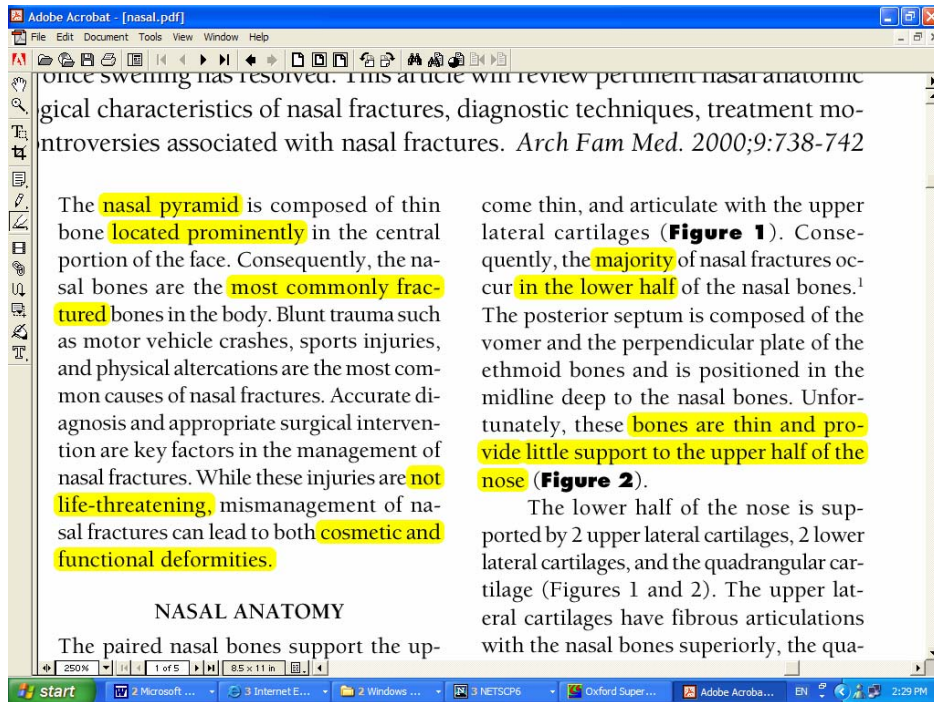 Adobe Acrobat - [nasal.pdf]
File Edit Document Tools View Window Help
once swelling has resolved. This article will review pertinent nasal anatomic
gical characteristics of nasal fractures, diagnostic techniques, treatment mo-
ntroversies associated with nasal fractures. Arch Fam Med. 2000;9:738-742
The nasal pyramid is composed of thin
bone located prominently in the central
portion of the face. Consequently, the na-
sal bones are the most commonly frac-
tured bones in the body. Blunt trauma such
as motor vehicle crashes, sports injuries,
and physical altercations are the most com-
mon causes of nasal fractures. Accurate di-
agnosis and appropriate surgical interven-
tion are key factors in the management of
nasal fractures. While these injuries are not
life-threatening, mismanagement of na-
sal fractures can lead to both cosmetic and
functional deformities.
NASAL ANATOMY
The paired nasal bones support the up-
come thin, and articulate with the upper
lateral cartilages (Figure 1). Conse-
quently, the majority of nasal fractures oc-
cur in the lower half of the nasal bones.1
The posterior septum is composed of the
vomer and the perpendicular plate of the
ethmoid bones and is positioned in the
midline deep to the nasal bones. Unfor-
tunately, these bones are thin and pro-
vide little support to the upper half of the
nose (Figure 2).
The lower half of the nose is sup-
ported by 2 upper lateral cartilages, 2 lower
lateral cartilages, and the quadrangular car-
tilage (Figures 1 and 2). The upper lat-
eral cartilages have fibrous articulations
with the nasal bones superiorly, the qua-
250% 1 of 5 8.5 x 11 in
start 2 Microsoft ... 3 Internet E... 2 Windows ... 3 NETSCP6 Oxford Super... Adobe Acroba... EN 2:29 PM